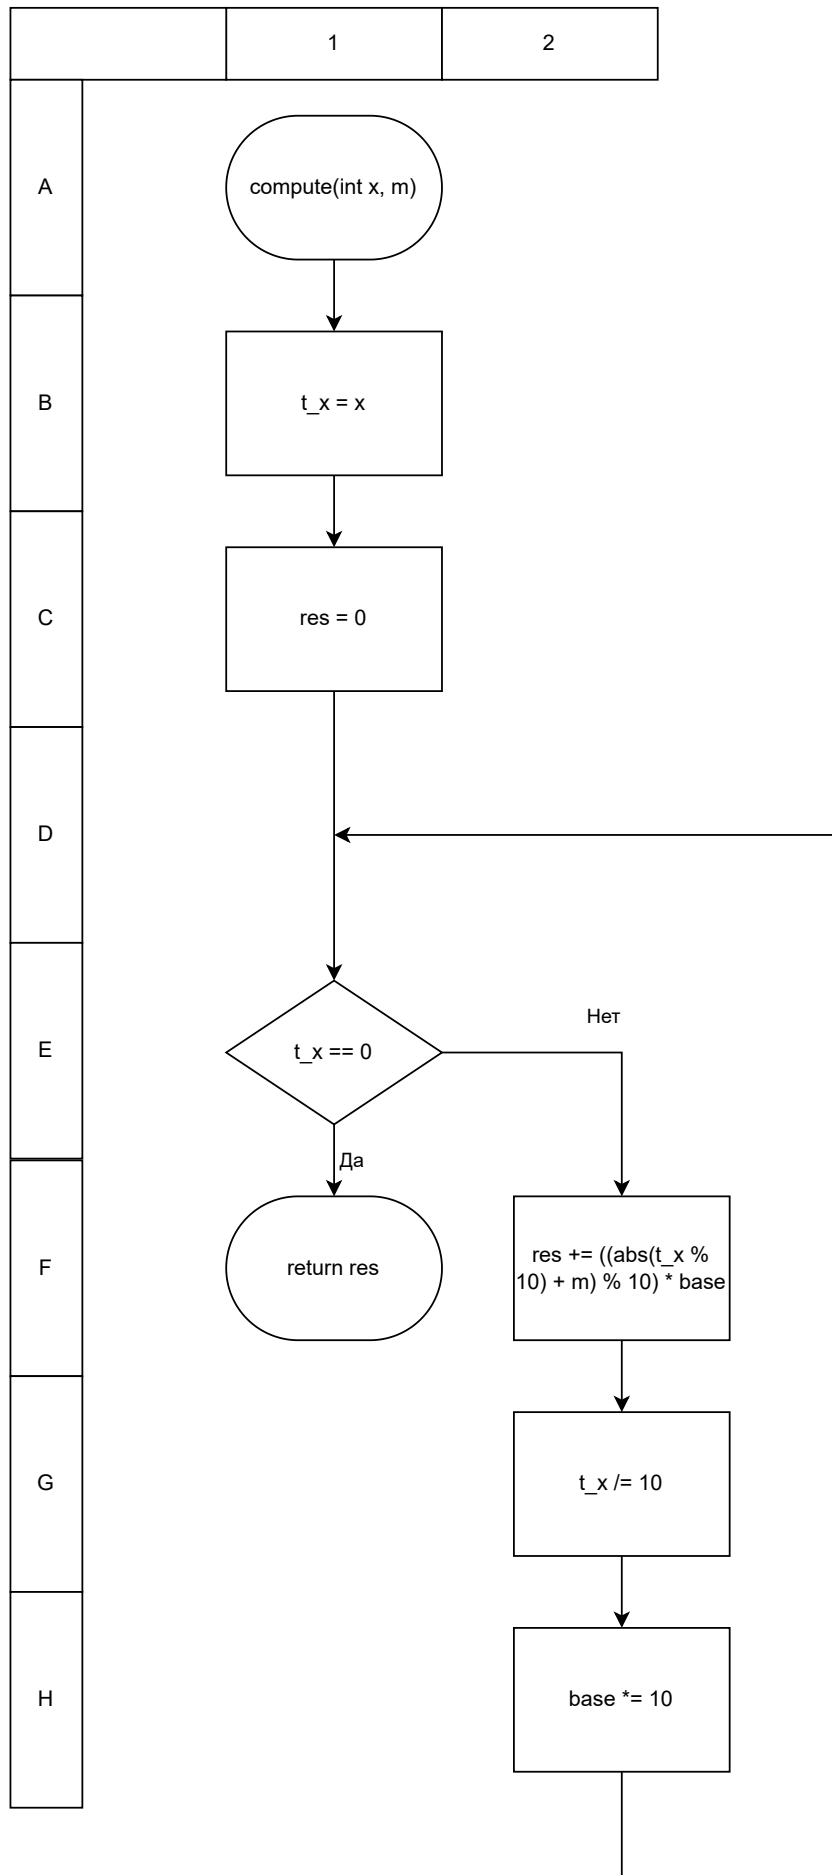 1
2
A
compute(int x, m)
B
t_x = x
C
res = 0
D
E
t_x == 0
Нет
Да
F
return res
res += ((abs(t_x %
10) + m) % 10) * base
G
t_x /= 10
H
base *= 10